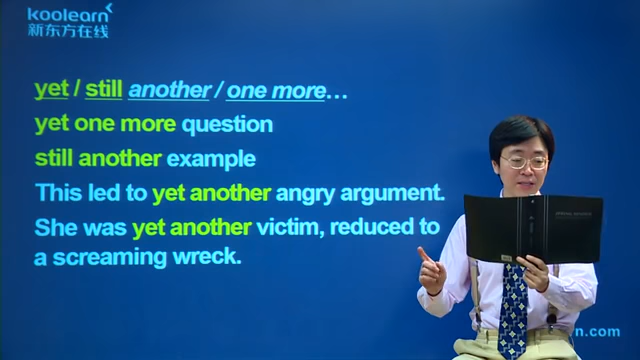 koolearn
新东方在线
yet / still another / one more…
yet one more question
still another example
This led to yet another angry argument.
She was yet another victim, reduced to
a screaming wreck.
n.com